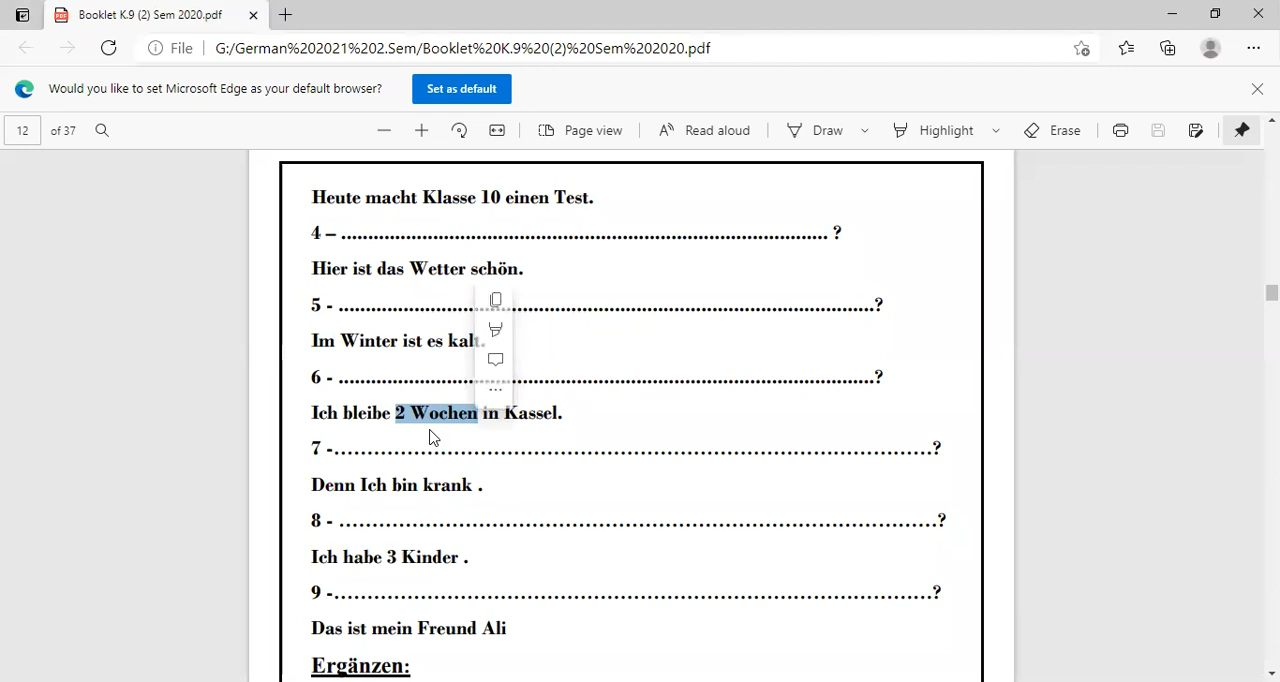 Booklet K.9 (2) Sem 2020.pdf
File G:/German%202021%202.Sem/Booklet%20K.9%20(2)%20Sem%202020.pdf
Would you like to set Microsoft Edge as your default browser? Set as default
12 of 37 Page view Read aloud Draw Highlight Erase
Heute macht Klasse 10 einen Test.
4 – ........................................................................................... ?
Hier ist das Wetter schön.
5 - ....................................................................................................?
Im Winter ist es kalt.
6 - ....................................................................................................?
Ich bleibe 2 Wochen in Kassel.
7 -………………………………………………………………………………?
Denn Ich bin krank .
8 - ………………………………………………………………………………?
Ich habe 3 Kinder .
9 -………………………………………………………………………………?
Das ist mein Freund Ali
Ergänzen: